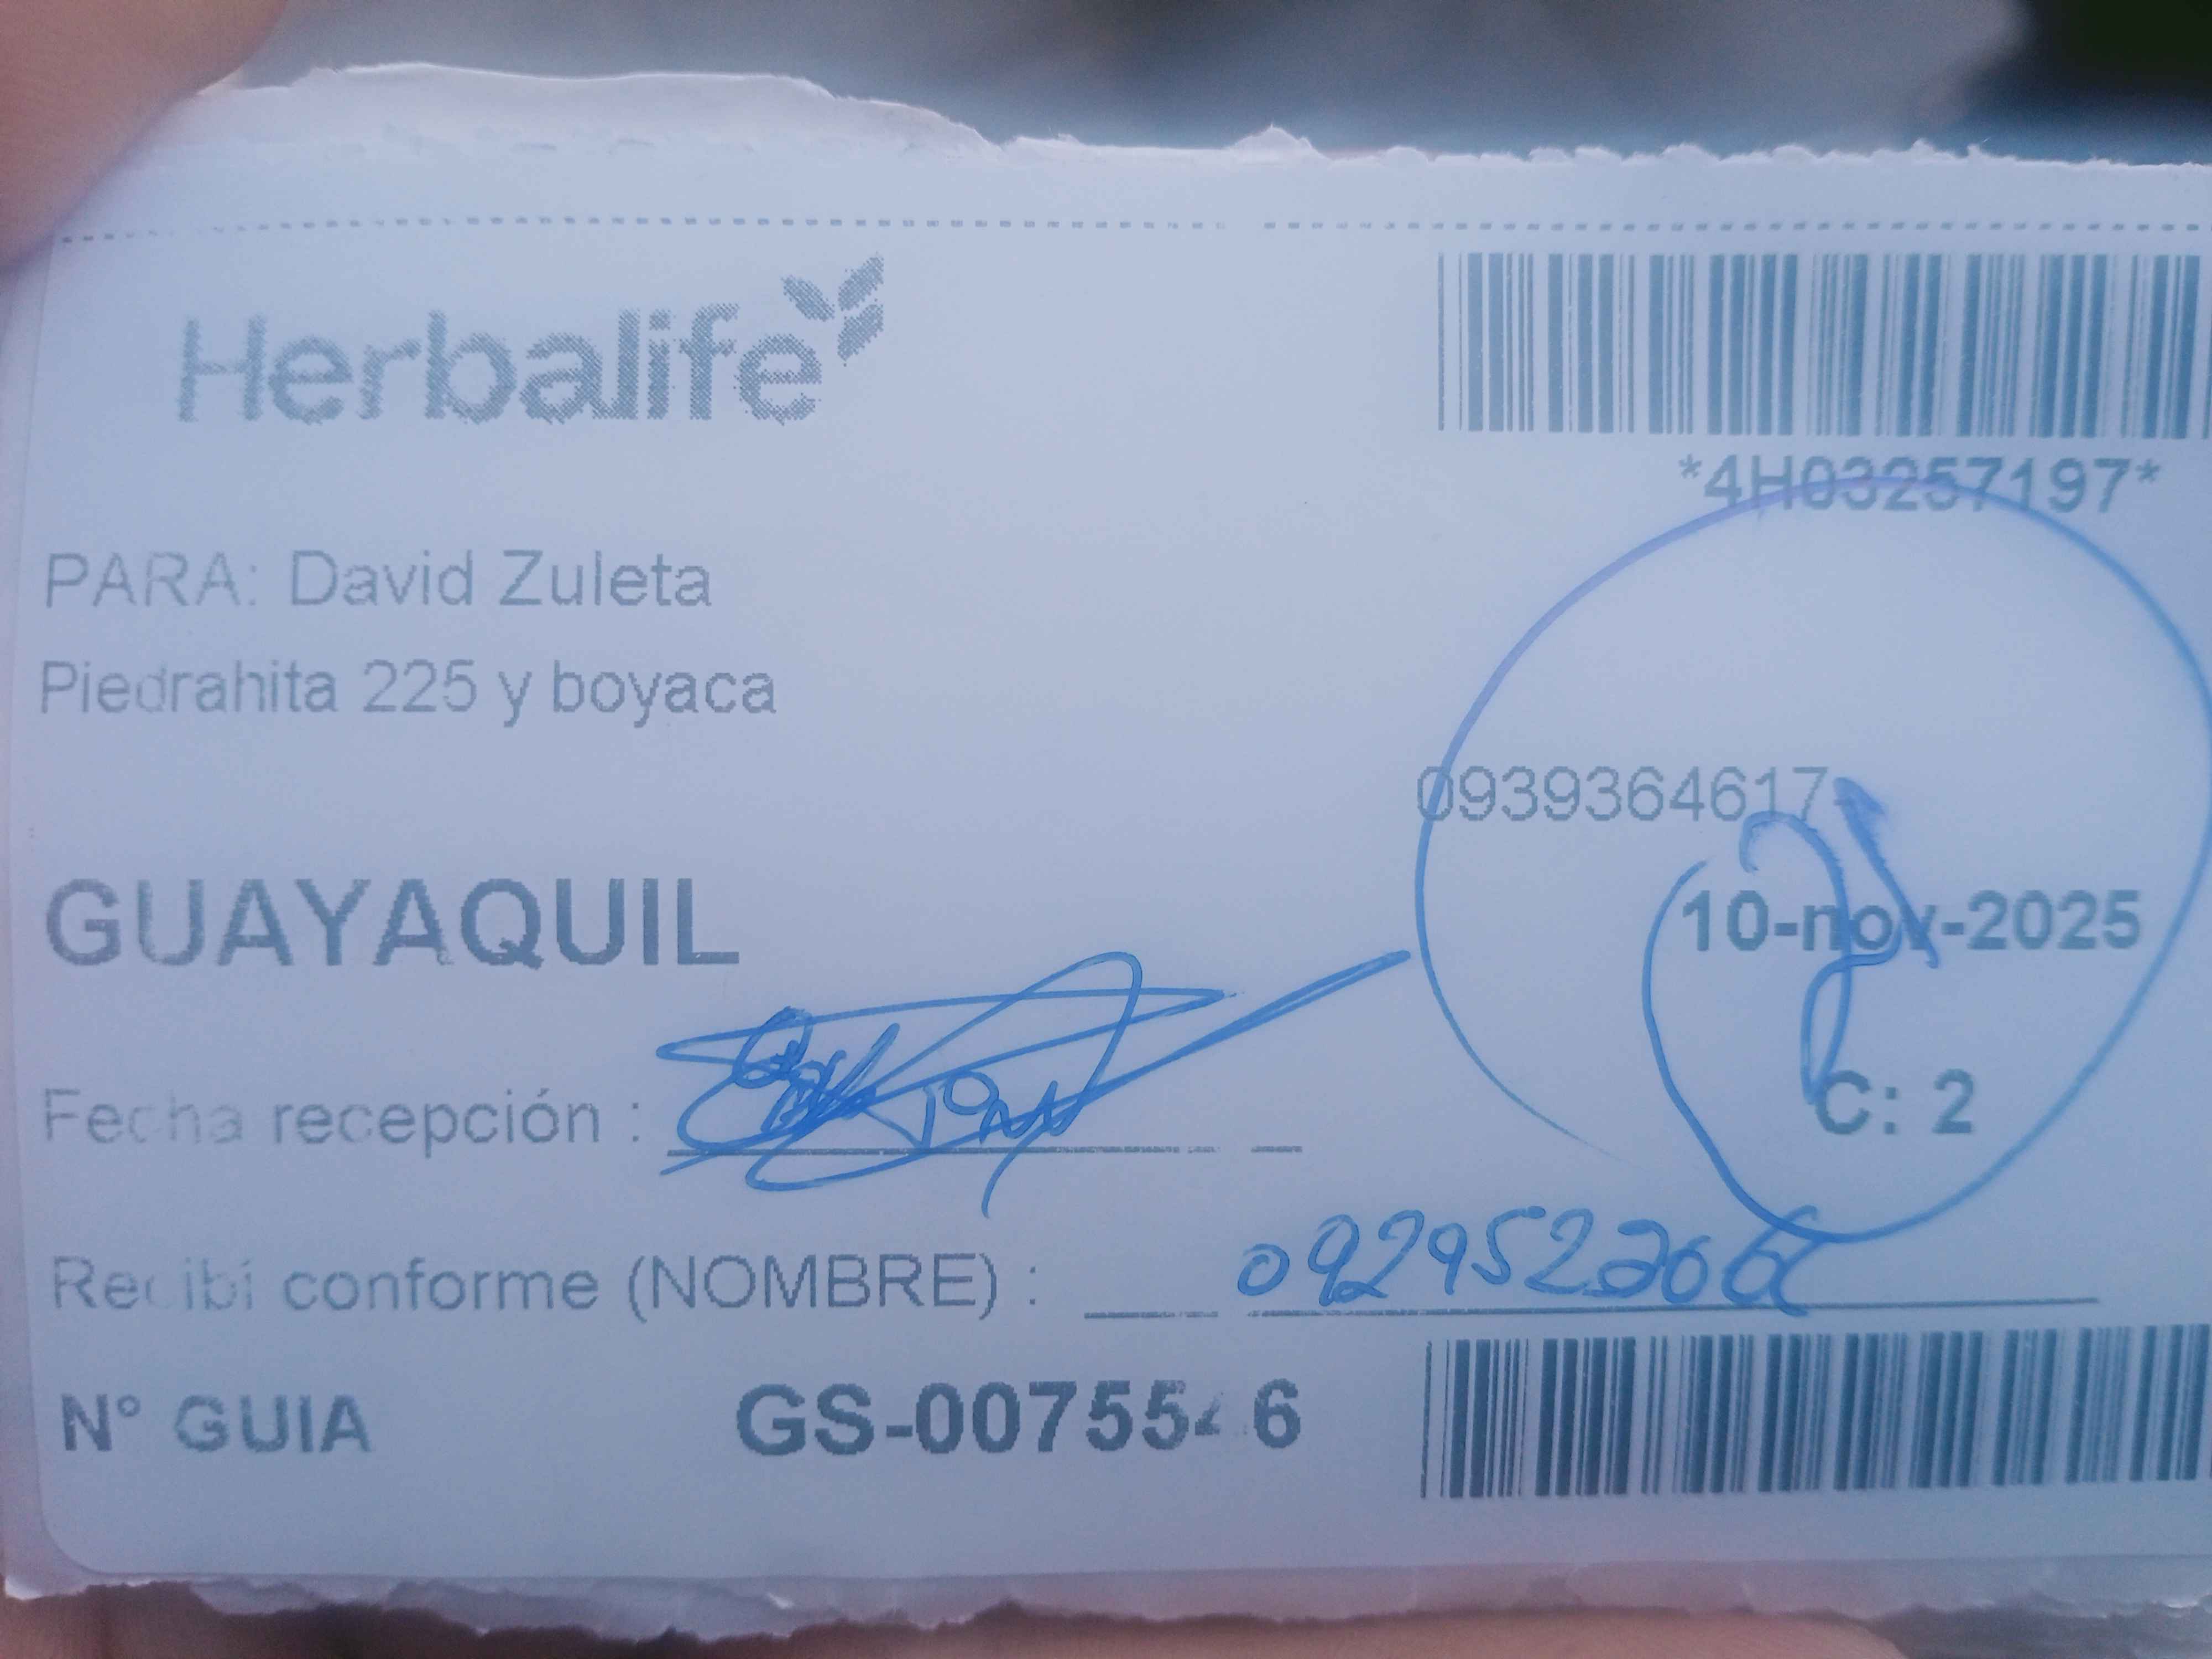 Herbalife
*4H03257197*
PARA: David Zuleta
Piedrahita 225 y boyaca
0939364617
GUAYAQUIL
10-nov-2025
C: 2
Fecha recepción :
Recibí conforme (NOMBRE) :
N° GUIA